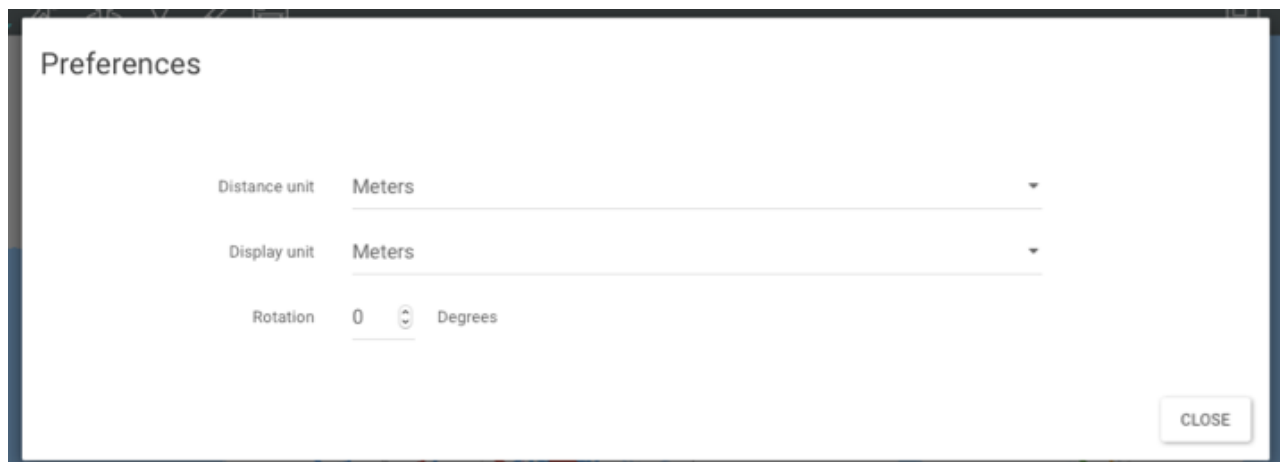 Preferences
Distance unit Meters
Display unit Meters
Rotation 0 Degrees
CLOSE